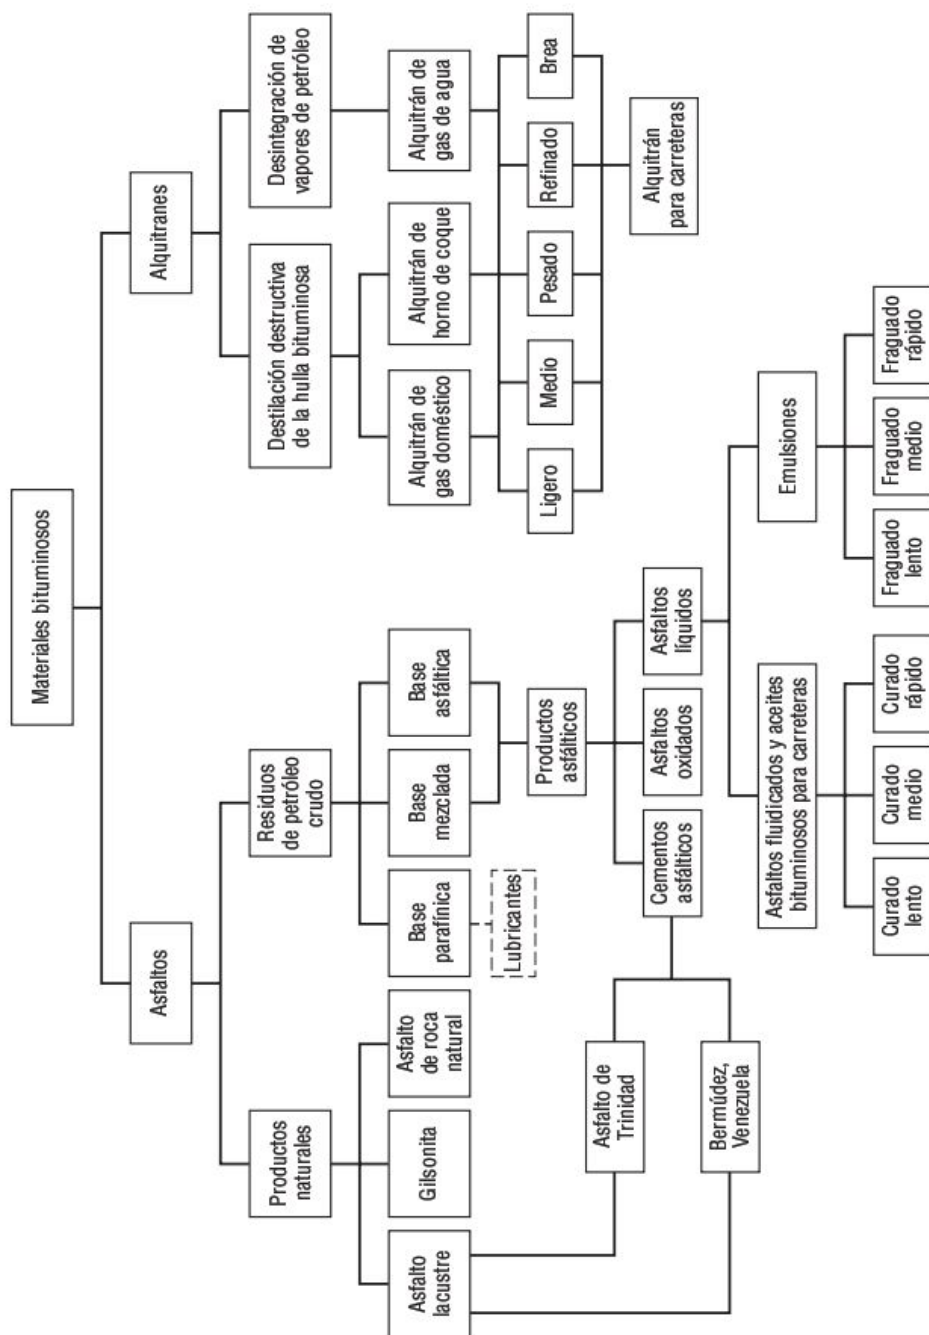 Materiales bituminosos
Asfaltos
Alquitranes
Productos
naturales
Residuos
de petróleo
crudo
Destilación destructiva
de la hulla bituminosa
Desintegración de
vapores de petróleo
Asfalto
lacustre
Gilsonita
Asfalto
de roca
natural
Base
parafínica
Base
mezclada
Base
asfáltica
Alquitrán de
gas doméstico
Alquitrán de
horno de coque
Alquitrán de
gas de agua
Lubricantes
Productos
asfálticos
Ligero
Medio
Pesado
Refinado
Brea
Asfalto de
Trinidad
Cementos
asfálticos
Asfaltos
oxidados
Asfaltos
líquidos
Alquitrán
para carreteras
Bermúdez,
Venezuela
Asfaltos fluidicados y aceites
bituminosos para carreteras
Emulsiones
Curado
lento
Curado
medio
Curado
rápido
Fraguado
lento
Fraguado
medio
Fraguado
rápido